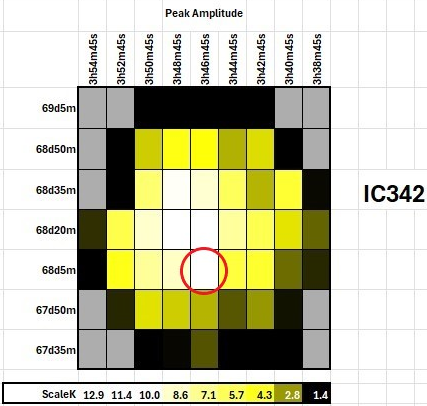 Peak Amplitude
3h54m45s 3h52m45s 3h50m45s 3h48m45s 3h46m45s 3h44m45s 3h42m45s 3h40m45s 3h38m45s
69d5m
68d50m
68d35m
IC342
68d20m
68d5m
67d50m
67d35m
ScaleK 12.9 11.4 10.0 8.6 7.1 5.7 4.3 2.8 1.4